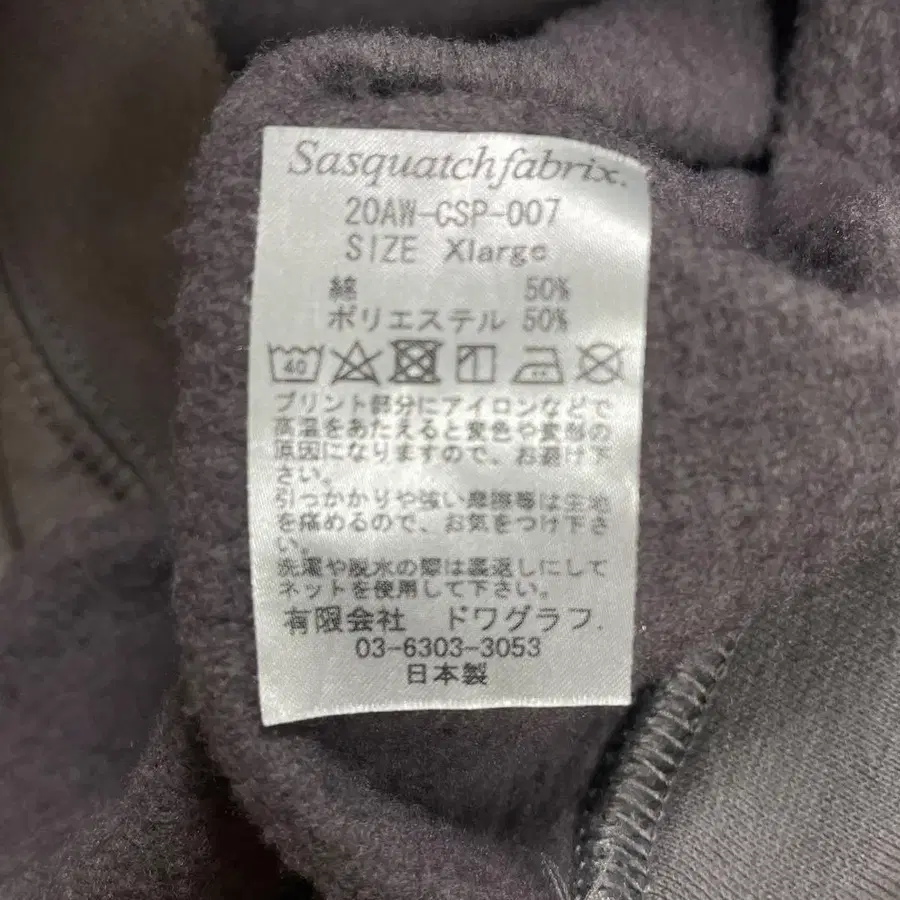 Sasquatchfabrix.
20AW-CSP-007
SIZE Xlarge
綿 50%
ポリエステル 50%
40
プリント部分にアイロンなどで
高温をあたえると変色や変形の
原因になりますので、お避け下
さい。
引っかかりや強い摩擦等は生地
を痛めるので、お気をつけ下さ
い。
洗濯や脱水の際は裏返しにして
ネットを使用して下さい。
有限会社 ドワグラフ.
03-6303-3053
日本製